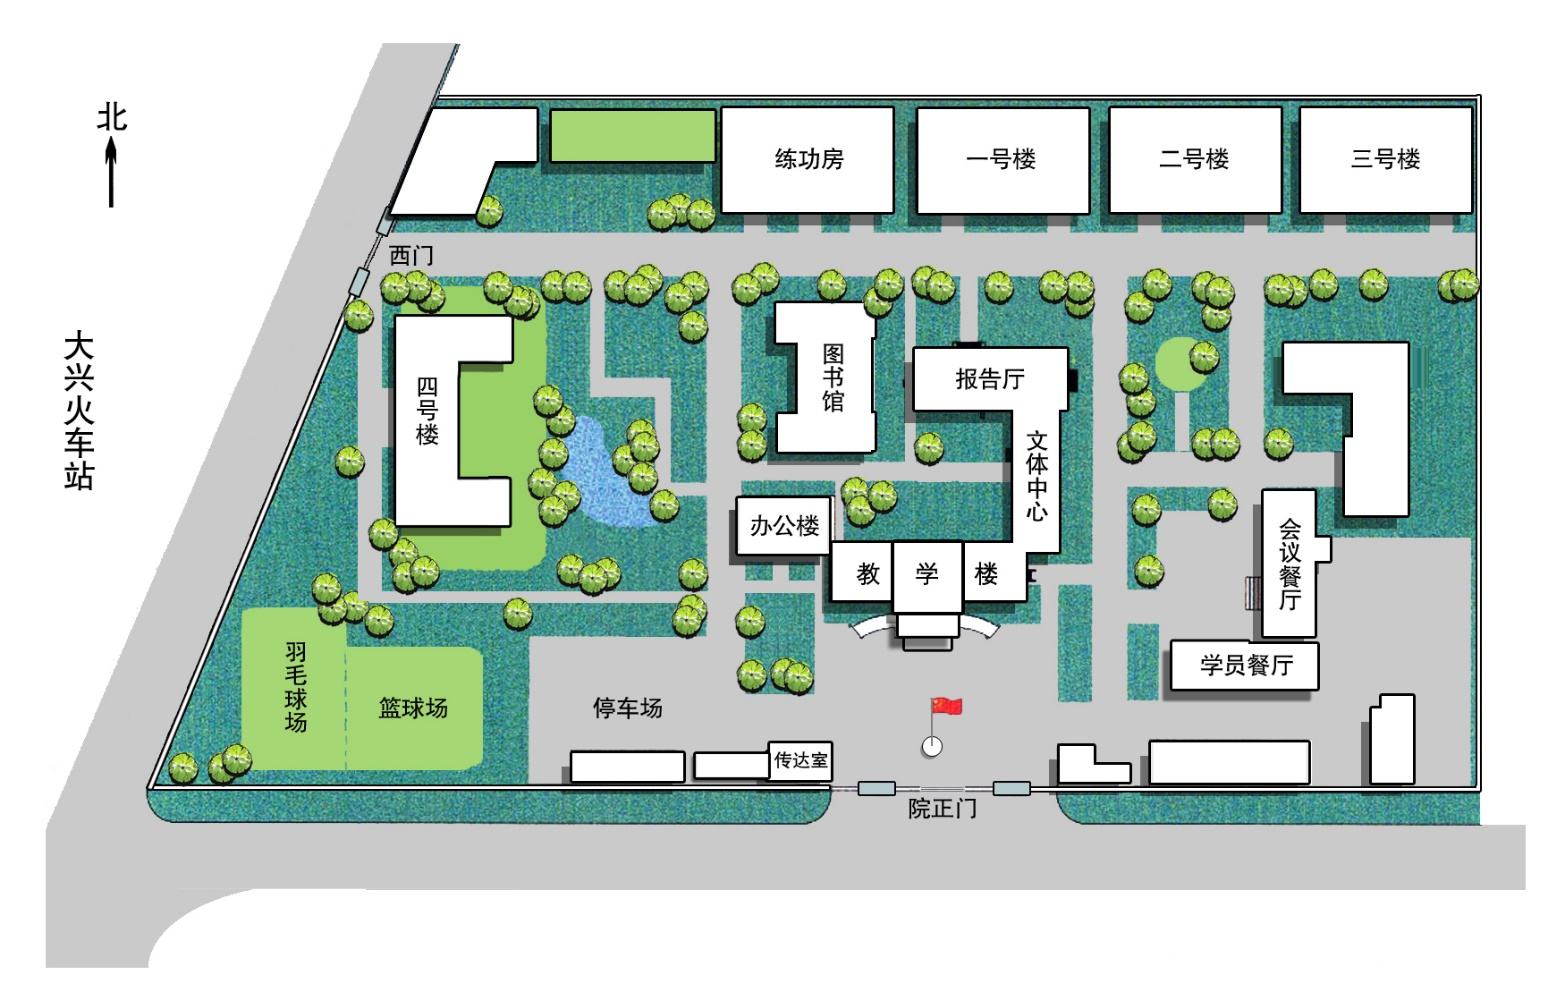 北
练功房
一号楼
二号楼
三号楼
西门
大兴火车站
四号楼
图书馆
报告厅
文体中心
办公楼
教学楼
会议餐厅
学员餐厅
羽毛球场
篮球场
停车场
传达室
院正门